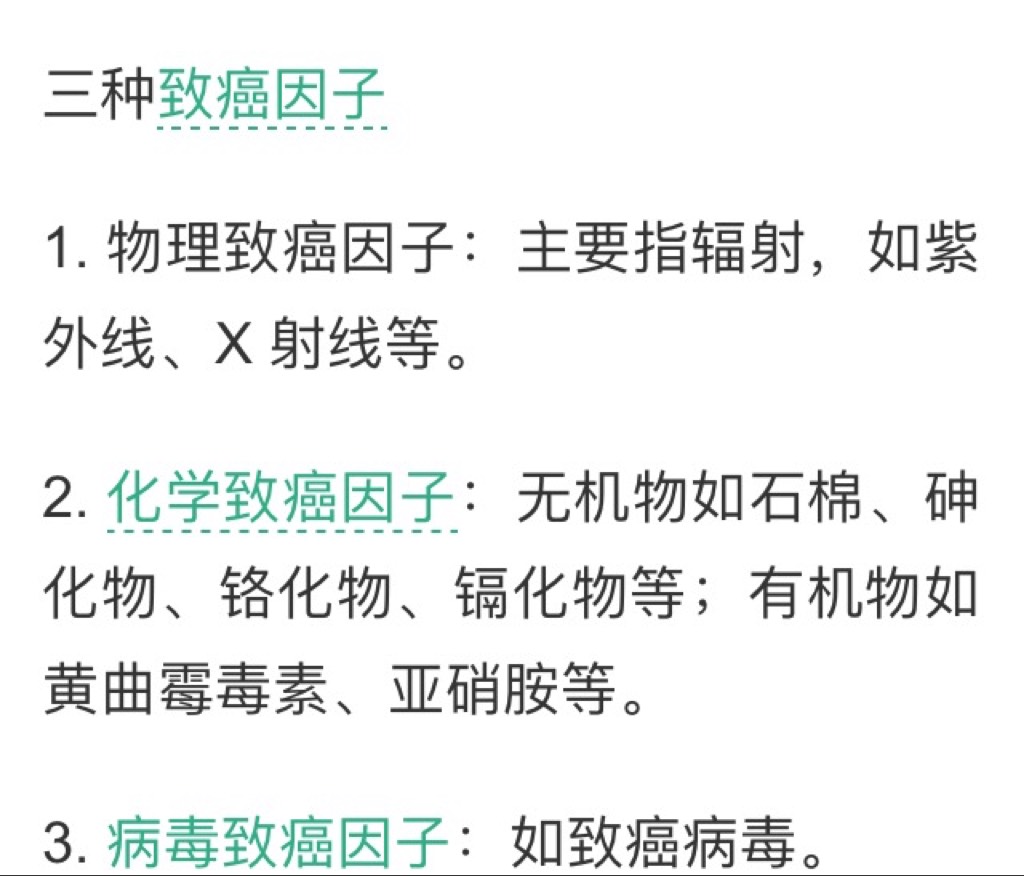 三种致癌因子
1. 物理致癌因子：主要指辐射，如紫
外线、X 射线等。
2. 化学致癌因子：无机物如石棉、砷
化物、铬化物、镉化物等；有机物如
黄曲霉毒素、亚硝胺等。
3. 病毒致癌因子：如致癌病毒。